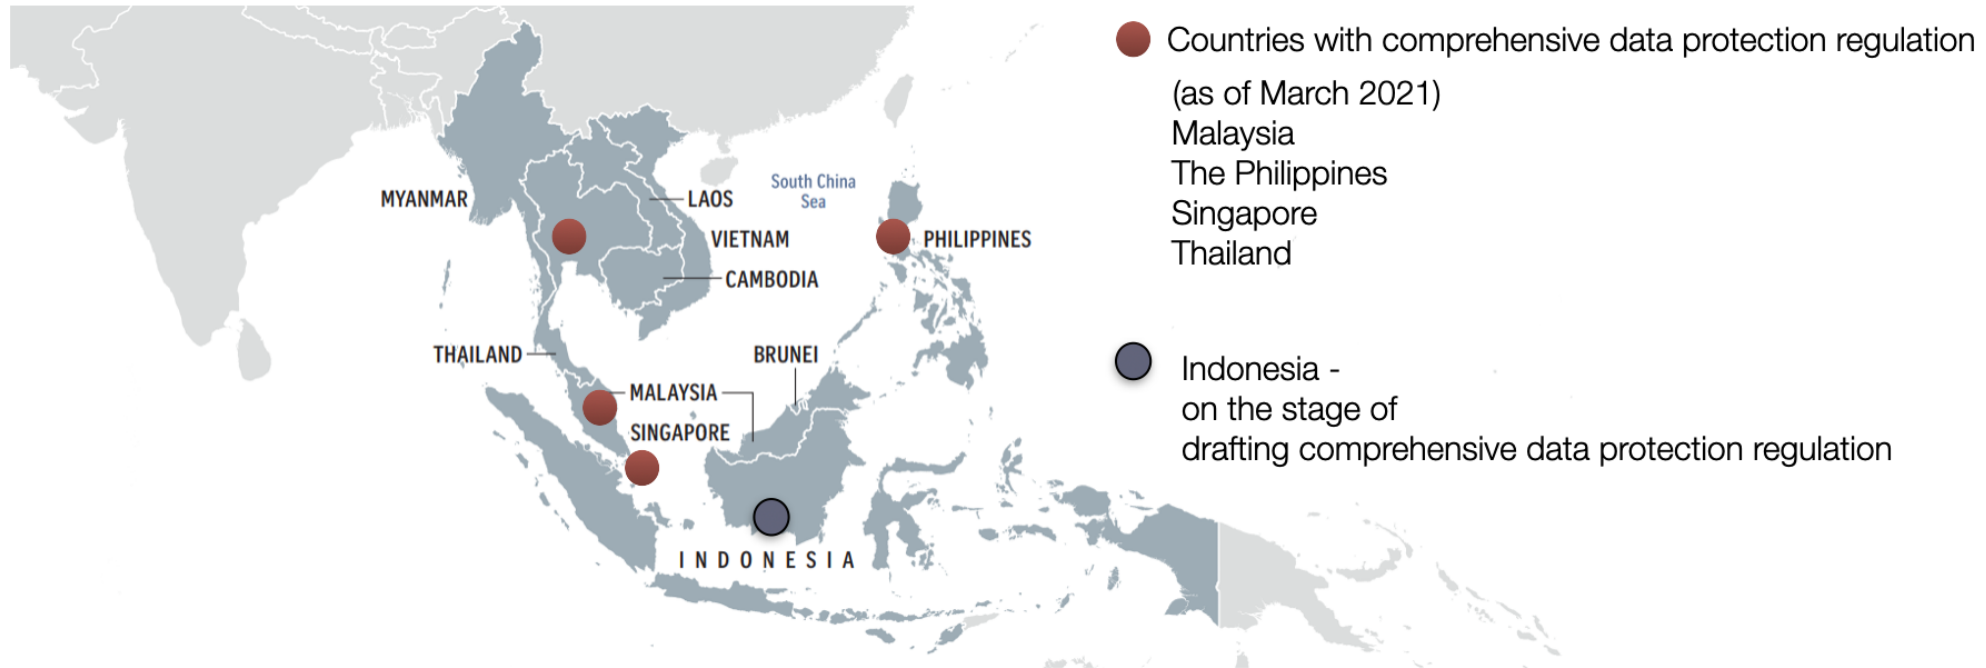 Countries with comprehensive data protection regulation
(as of March 2021)
Malaysia
The Philippines
Singapore
Thailand
Indonesia -
on the stage of
drafting comprehensive data protection regulation
MYANMAR
LAOS
South China
Sea
VIETNAM
PHILIPPINES
CAMBODIA
THAILAND
BRUNEI
MALAYSIA
SINGAPORE
INDONESIA